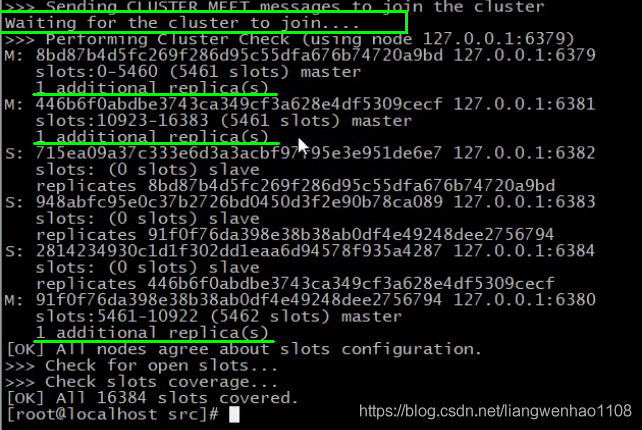 >>> Sending CLUSTER MEET messages to join the cluster
Waiting for the cluster to join....
>>> Performing Cluster Check (using node 127.0.0.1:6379)
M: 8bd87b4d5fc269f286d95c55dfa676b74720a9bd 127.0.0.1:6379
slots:0-5460 (5461 slots) master
1 additional replica(s)
M: 446b6f0abdbe3743ca349cf3a628e4df5309cecf 127.0.0.1:6381
slots:10923-16383 (5461 slots) master
1 additional replica(s)
S: 715ea09a37c333e6d3a3acbf97f95e3e951de6e7 127.0.0.1:6382
slots: (0 slots) slave
replicates 8bd87b4d5fc269f286d95c55dfa676b74720a9bd
S: 948abfc95e0c37b2726bd0450d3f2e90b78ca089 127.0.0.1:6383
slots: (0 slots) slave
replicates 91f0f76da398e38b38ab0df4e49248dee2756794
S: 2814234930c1d1f302dd1eaa6d94578f935a4287 127.0.0.1:6384
slots: (0 slots) slave
replicates 446b6f0abdbe3743ca349cf3a628e4df5309cecf
M: 91f0f76da398e38b38ab0df4e49248dee2756794 127.0.0.1:6380
slots:5461-10922 (5462 slots) master
1 additional replica(s)
[OK] All nodes agree about slots configuration.
>>> Check for open slots...
>>> Check slots coverage...
[OK] All 16384 slots covered.
[root@localhost src]#
https://blog.csdn.net/liangwenhao1108